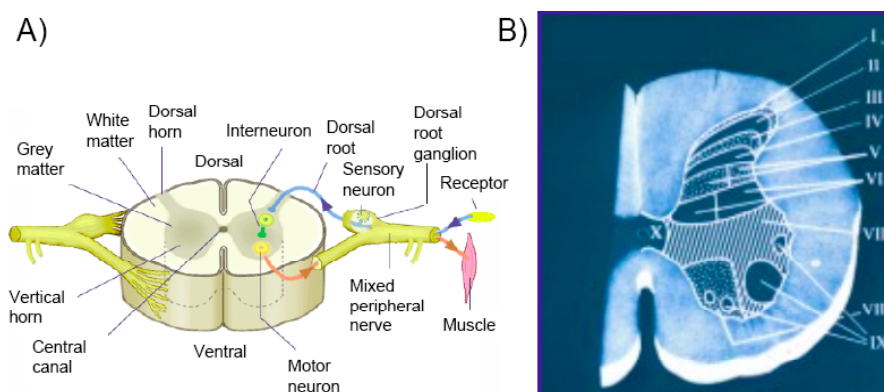 A)
B)
Dorsal
horn
White
matter
Grey
matter
Interneuron
Dorsal
Dorsal
root
Dorsal
root
ganglion
Sensory
neuron
Receptor
Vertical
horn
Central
canal
Ventral
Motor
neuron
Mixed
peripheral
nerve
Muscle
I
II
III
IV
V
VI
X
VII
VII
IX